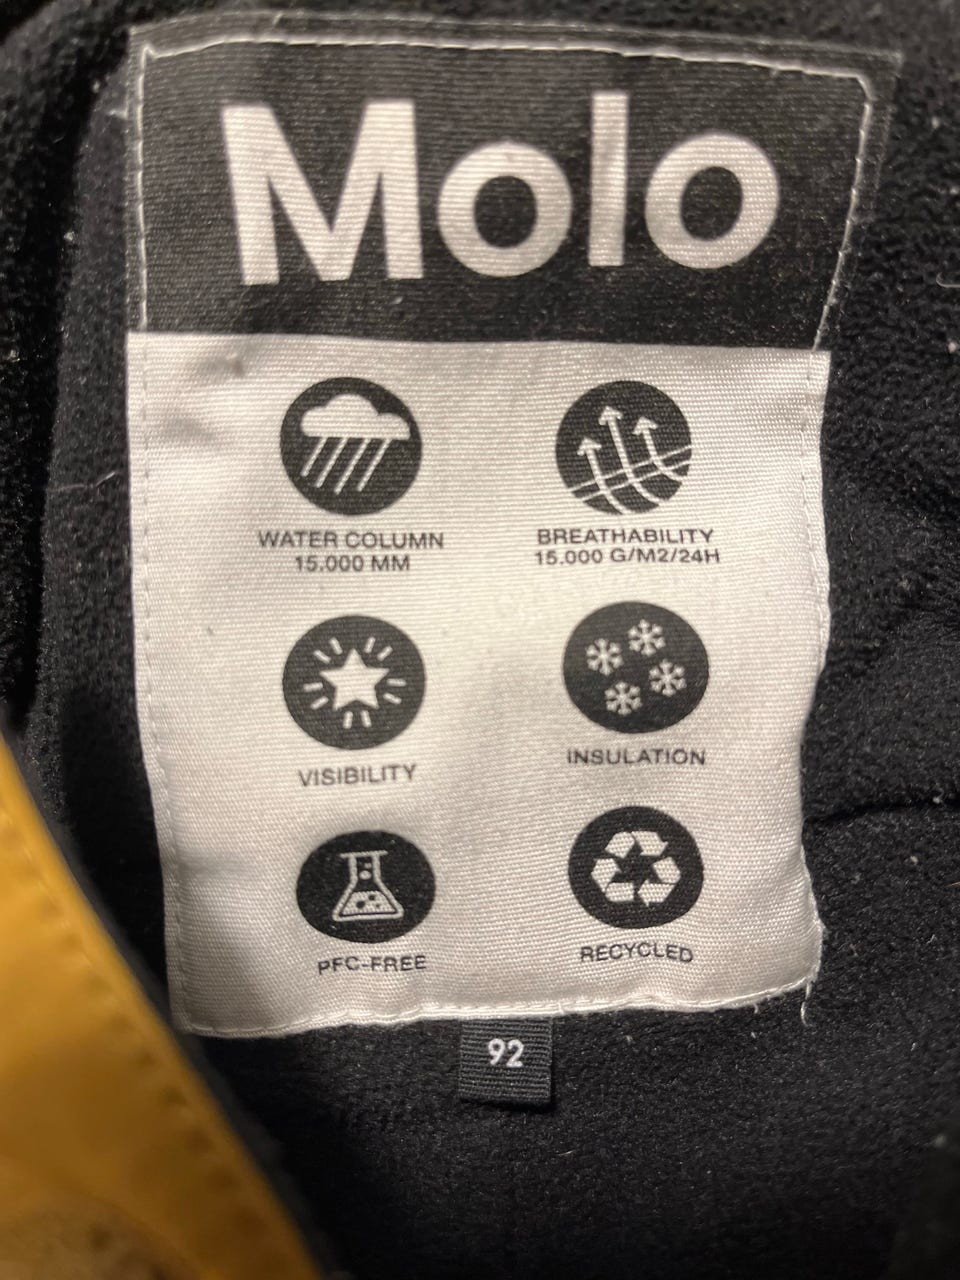 Molo
WATER COLUMN
15.000 MM
BREATHABILITY
15.000 G/M2/24H
VISIBILITY
INSULATION
PFC-FREE
RECYCLED
92